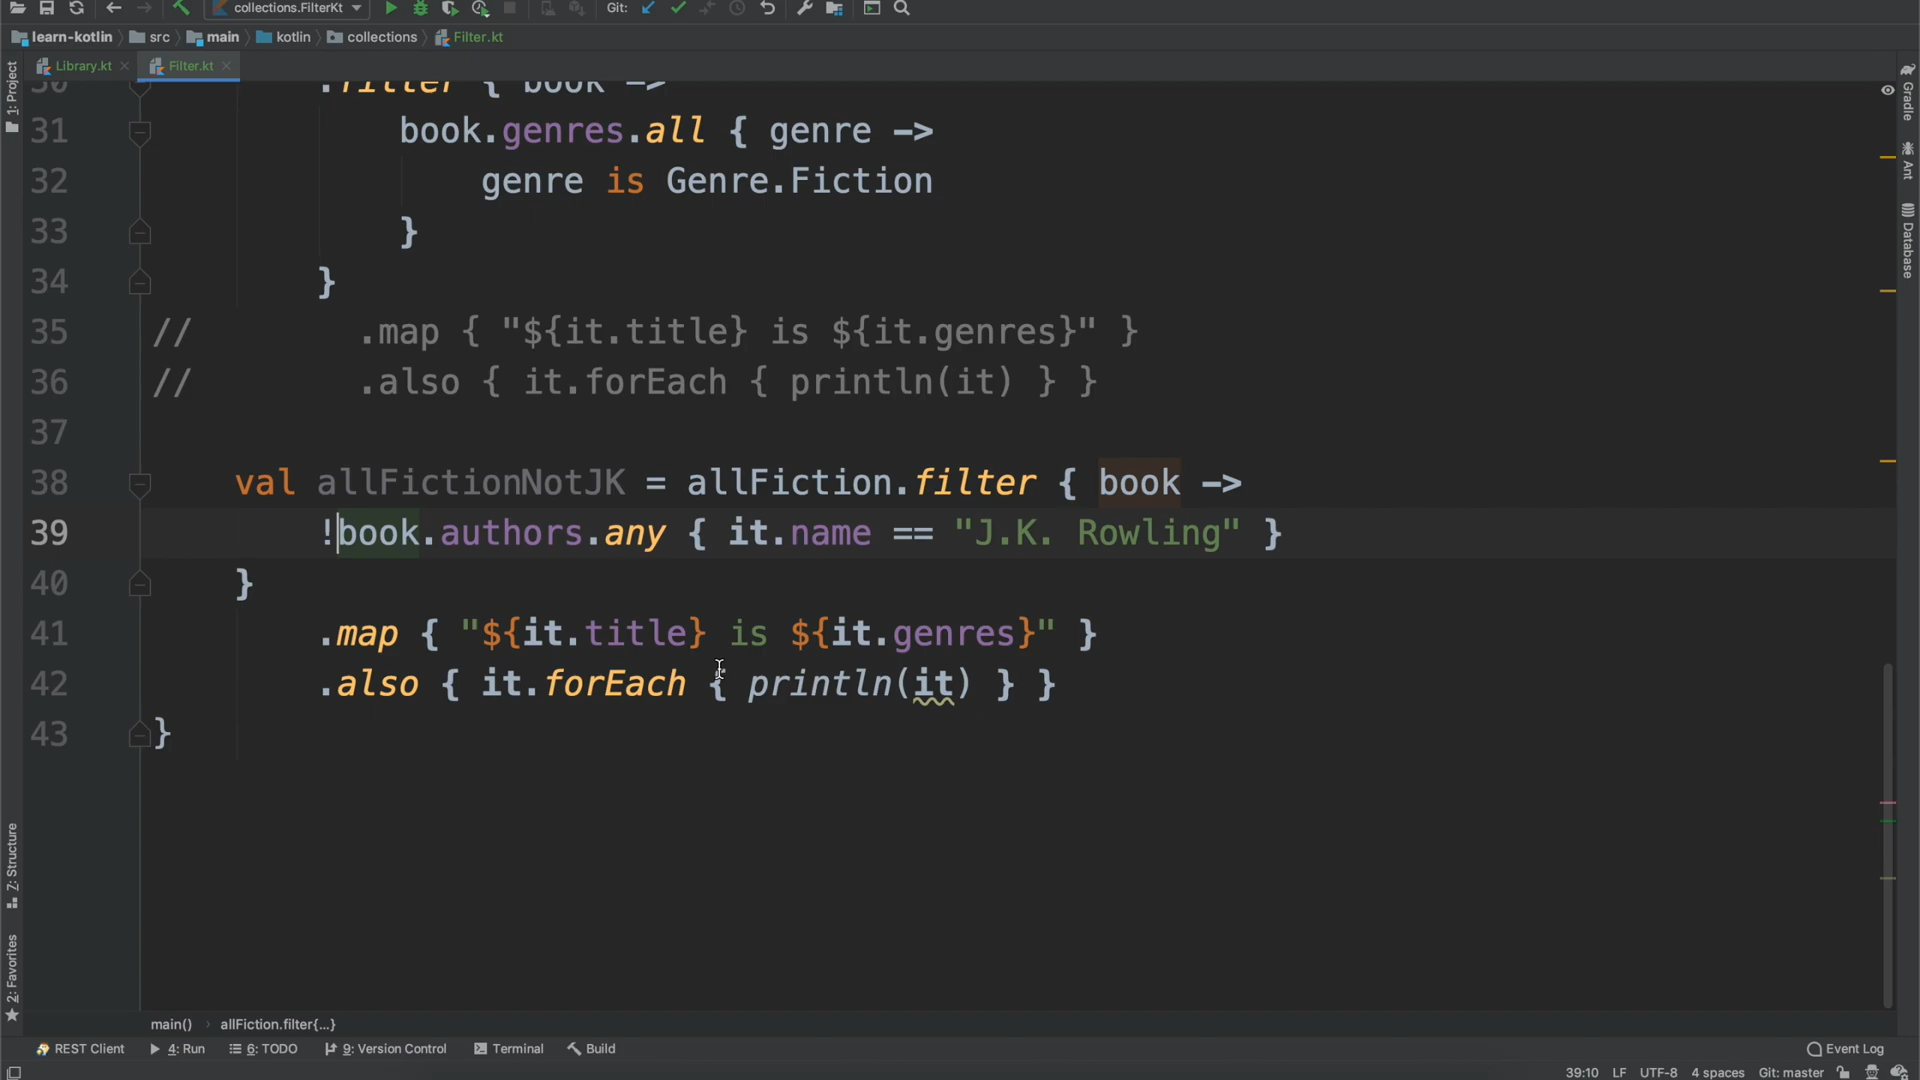 collections.FilterKt
Git:
learn-kotlin
src
main
kotlin
collections
Filter.kt
Library.kt
Filter.kt
1: Project
Gradle
Ant
Database
30 .filter { book ->
31 book.genres.all { genre ->
32 genre is Genre.Fiction
33 }
34 }
35 // .map { "${it.title} is ${it.genres}" }
36 // .also { it.forEach { println(it) } }
37
38 val allFictionNotJK = allFiction.filter { book ->
39 !book.authors.any { it.name == "J.K. Rowling" }
40 }
41 .map { "${it.title} is ${it.genres}" }
42 .also { it.forEach { println(it) } }
43 }
Z: Structure
2: Favorites
main()
allFiction.filter{...}
REST Client
4: Run
6: TODO
9: Version Control
Terminal
Build
Event Log
39:10
LF
UTF-8
4 spaces
Git: master